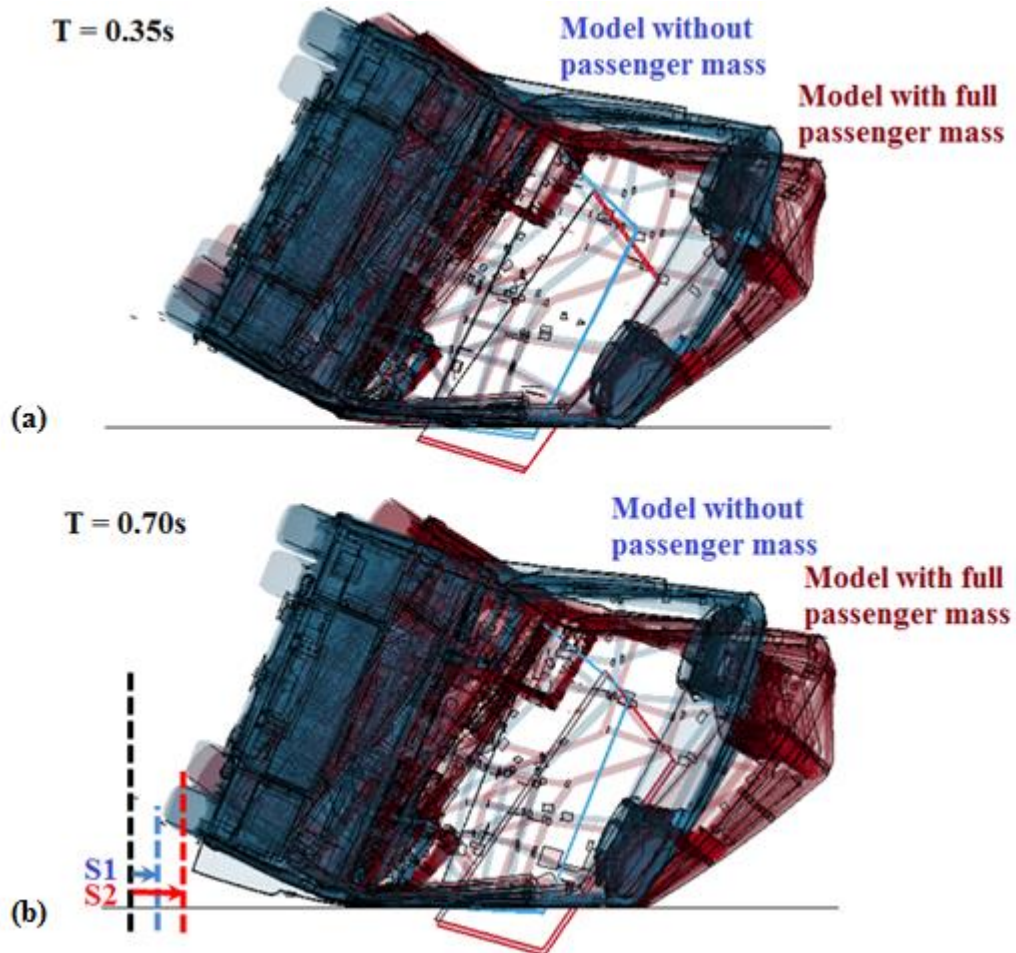 T = 0.35s
Model without
passenger mass
Model with full
passenger mass
(a)
T = 0.70s
Model without
passenger mass
Model with full
passenger mass
S1
S2
(b)